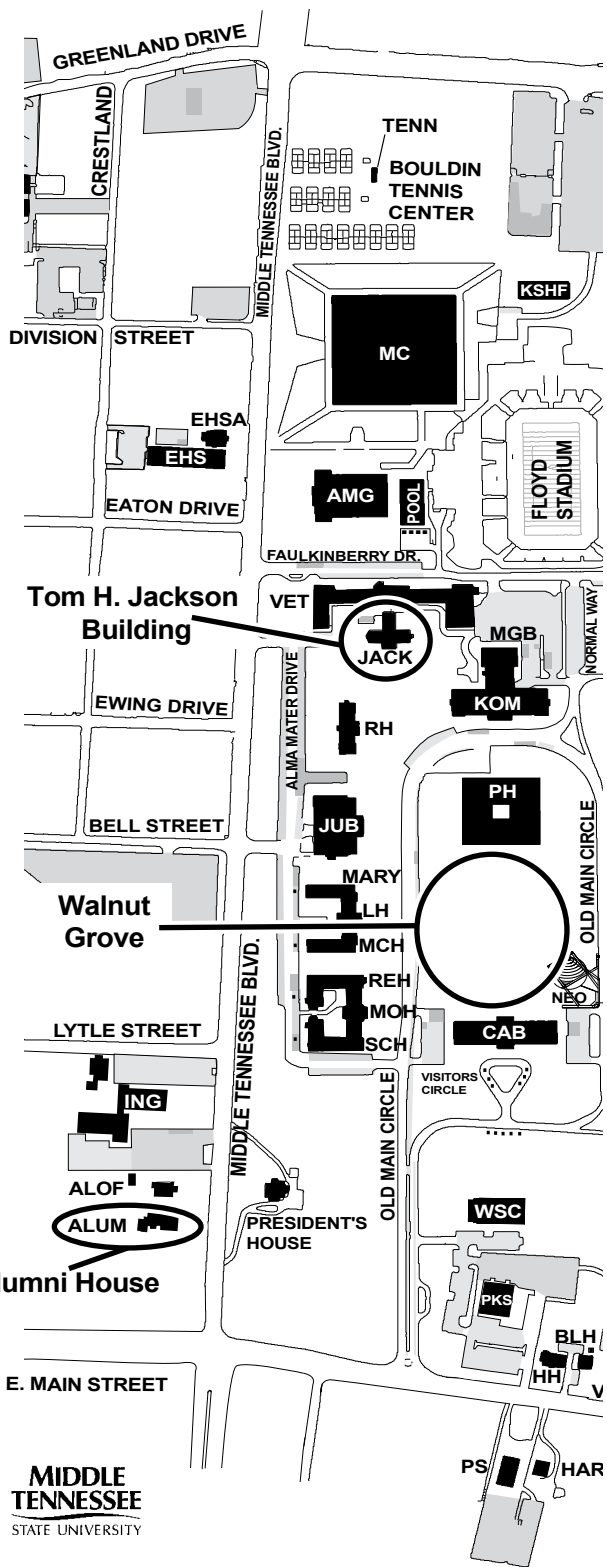 GREENLAND DRIVE
CRESTLAND
MIDDLE TENNESSEE BLVD.
TENN
BOULDIN
TENNIS
CENTER
KSHF
MC
DIVISION STREET
EHSA
EHS
AMG
POOL
FLOYD
STADIUM
EATON DRIVE
FAULKINBERRY DR.
Tom H. Jackson
Building
VET
JACK
MGB
NORMAL WAY
KOM
EWING DRIVE
ALMA MATER DRIVE
RH
PH
BELL STREET
JUB
MARY
LH
Walnut
Grove
OLD MAIN CIRCLE
MCH
REH
NEO
MOH
LYTLE STREET
SCH
CAB
MIDDLE TENNESSEE BLVD.
VISITORS
CIRCLE
ING
OLD MAIN CIRCLE
ALOF
ALUM
PRESIDENT'S
HOUSE
WSC
lumni House
PKS
BLH
E. MAIN STREET
HH
V
PS
HAR
MIDDLE
TENNESSEE
STATE UNIVERSITY